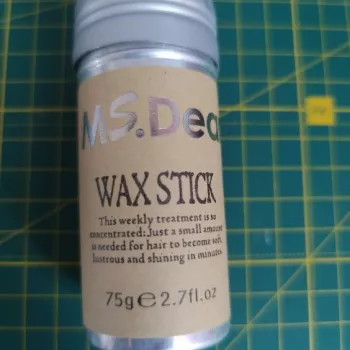 MS.Dea
WAX STICK
This weekly treatment is so
concentrated:Just a small amount
is needed for hair to become soft,
lustrous and shining in minutes.
75g℮2.7fl.oz